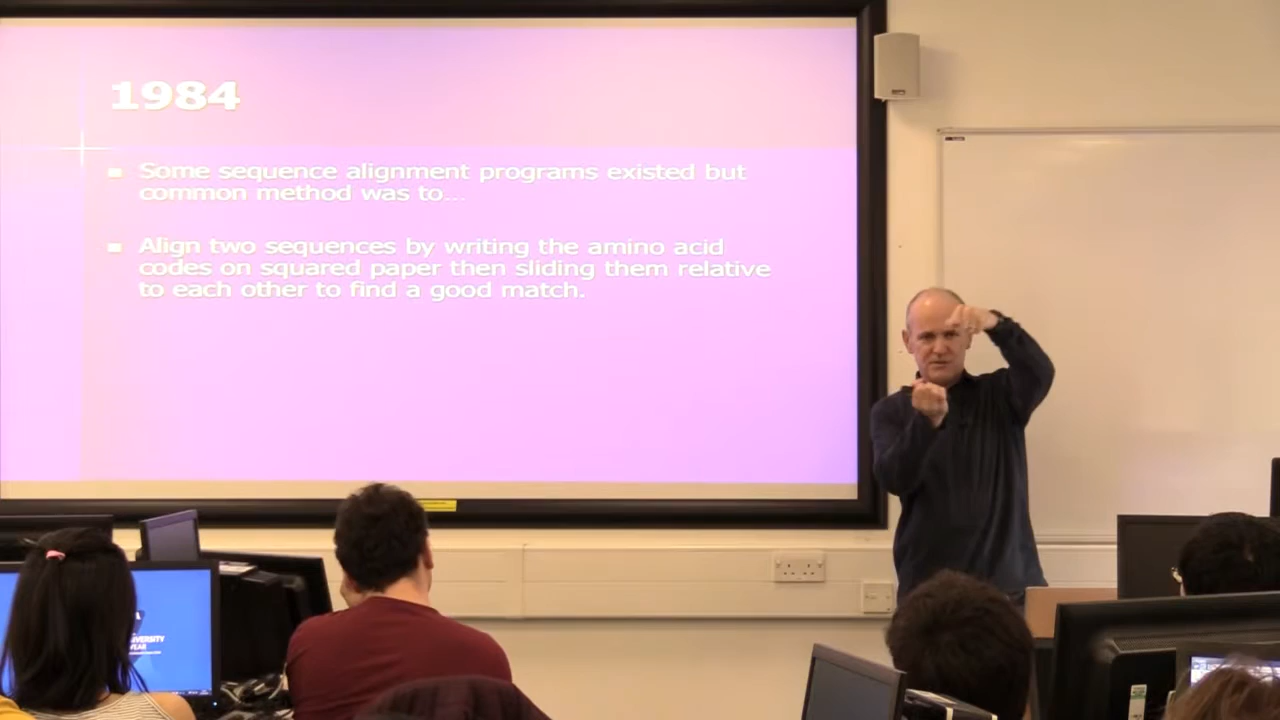 1984
Some sequence alignment programs existed but
common method was to...
Align two sequences by writing the amino acid
codes on squared paper then sliding them relative
to each other to find a good match.